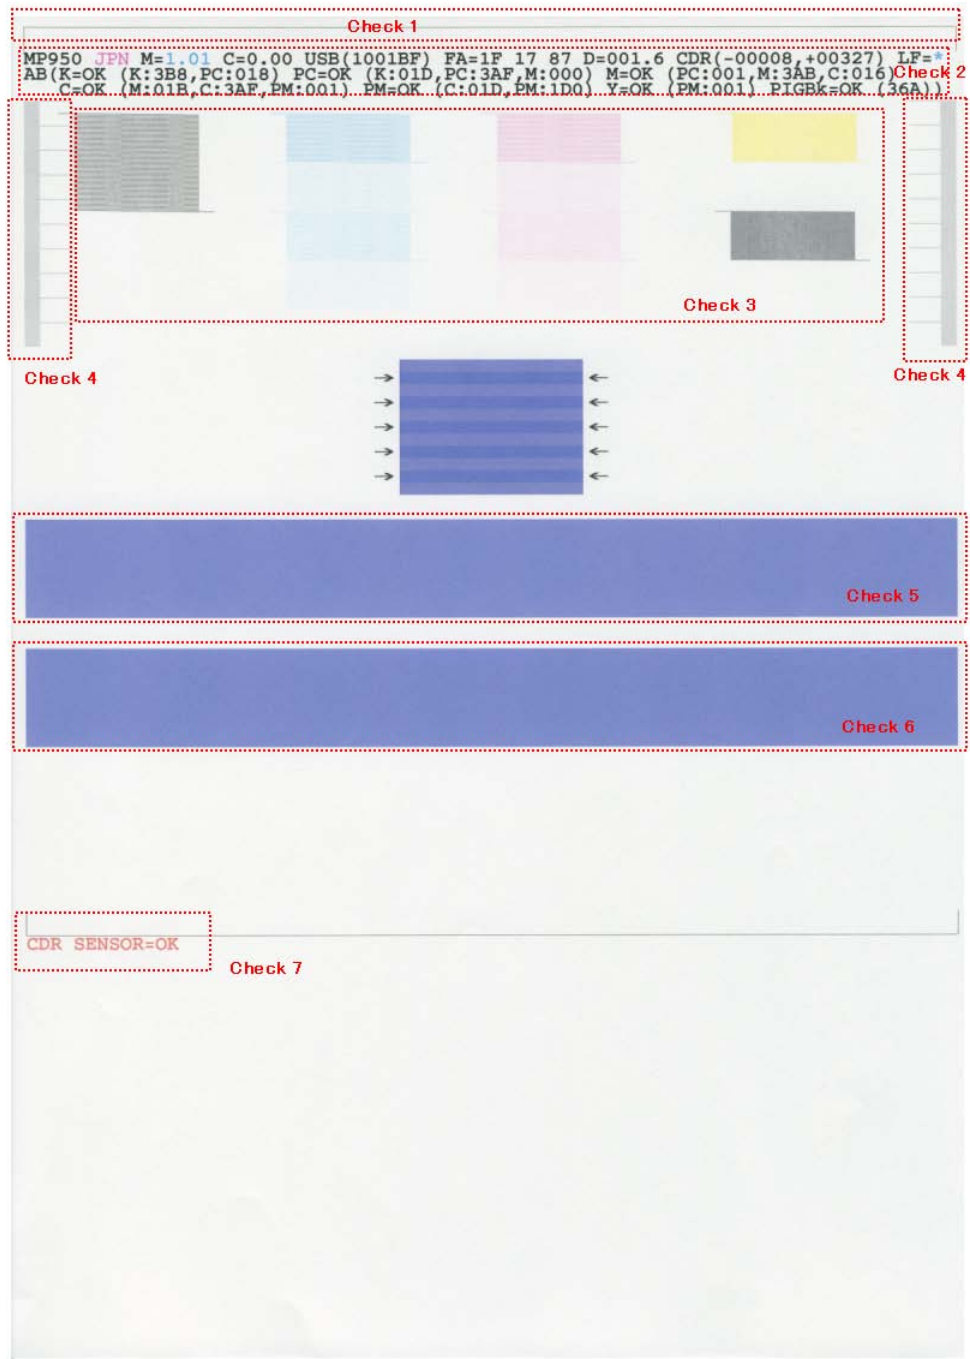 Check 1
MP950 JPN M=1.01 C=0.00 USB(1001BF) FA=1F 17 87 D=001.6 CDR(-00008,+00327) LF=*
AB(K=OK (K:3B8,PC:018) PC=OK (K:01D,PC:3AF,M:000) M=OK (PC:001,M:3AB,C:016)
Check 2
C=OK (M:01B,C:3AF,PM:001) PM=OK (C:01D,PM:1D0) Y=OK (PM:001) PIGBk=OK (36A))
Check 3
Check 4
Check 4
Check 5
Check 6
CDR SENSOR=OK
Check 7